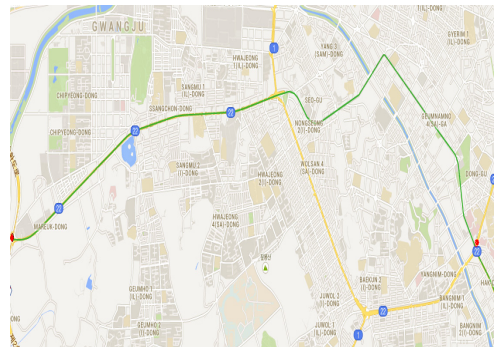 GWANGJU
1
YANG 3
(SAM)-DONG
GYERIM 1
(IL)-DONG
HWAJEONG
1(IL)-DONG
SANGMU 1
(IL)-DONG
CHIPYEONG-DONG
SSANGCHON-DONG
22
SEO-GU
GEUMNAMNO
4(SA)-GA
22
NONGSEONG
2(I)-DONG
CHIPYEONG-DONG
SANGMU 2
(I)-DONG
WOLSAN 4
(SA)-DONG
DONG-GU
HWAJEONG
2(I)-DONG
22
HWAJEONG
4(SA)-DONG
MAREUK-DONG
22
YANGNIM-DONG
GEUMHO 1
(IL)-DONG
BAEKUN 2
(I)-DONG
JUWOL 2
(I)-DONG
22
BANGNIM 1
(IL)-DONG
GEUMHO 2
(I)-DONG
JUWOL 1
(IL)-DONG
1
BANGNIM
2(I)-DONG